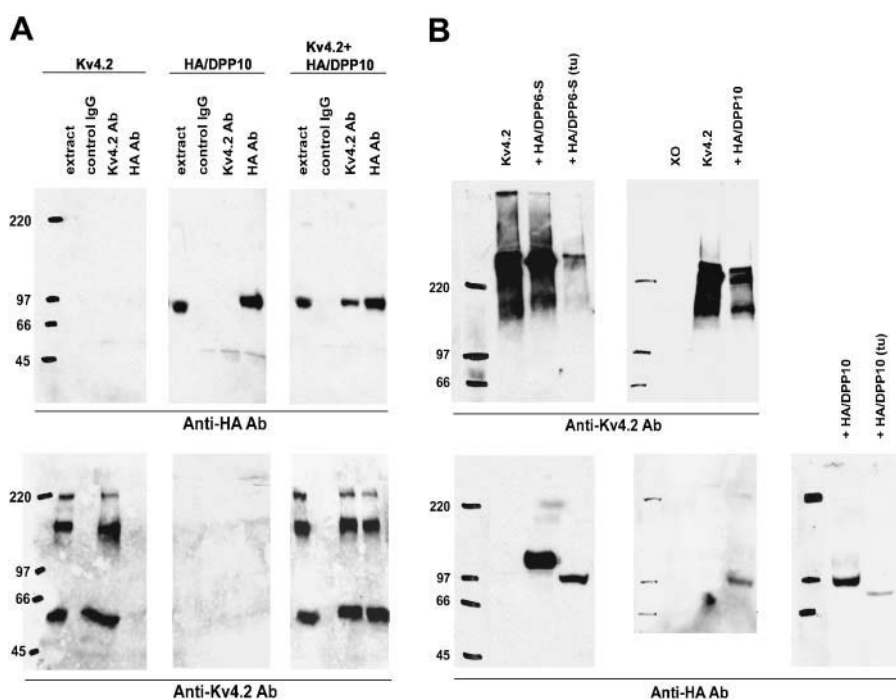 A
Kv4.2
HA/DPP10
Kv4.2+
HA/DPP10
extract
control IgG
Kv4.2 Ab
HA Ab
extract
control IgG
Kv4.2 Ab
HA Ab
extract
control IgG
Kv4.2 Ab
HA Ab
220
97
66
45
Anti-HA Ab
220
97
66
45
Anti-Kv4.2 Ab
B
Kv4.2
+ HA/DPP6-S
+ HA/DPP6-S (tu)
XO
Kv4.2
+ HA/DPP10
220
97
66
Anti-Kv4.2 Ab
+ HA/DPP10
+ HA/DPP10 (tu)
220
97
66
45
Anti-HA Ab